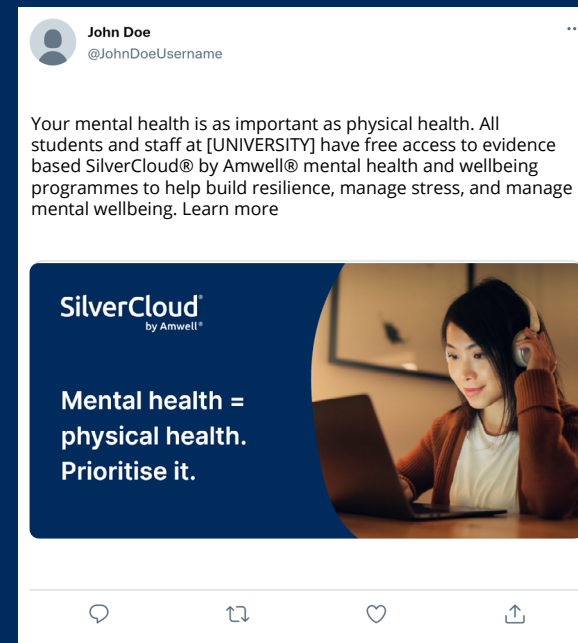 John Doe
@JohnDoeUsername
Your mental health is as important as physical health. All
students and staff at [UNIVERSITY] have free access to evidence
based SilverCloud® by Amwell® mental health and wellbeing
programmes to help build resilience, manage stress, and manage
mental wellbeing. Learn more
SilverCloud®
by Amwell®
Mental health =
physical health.
Prioritise it.